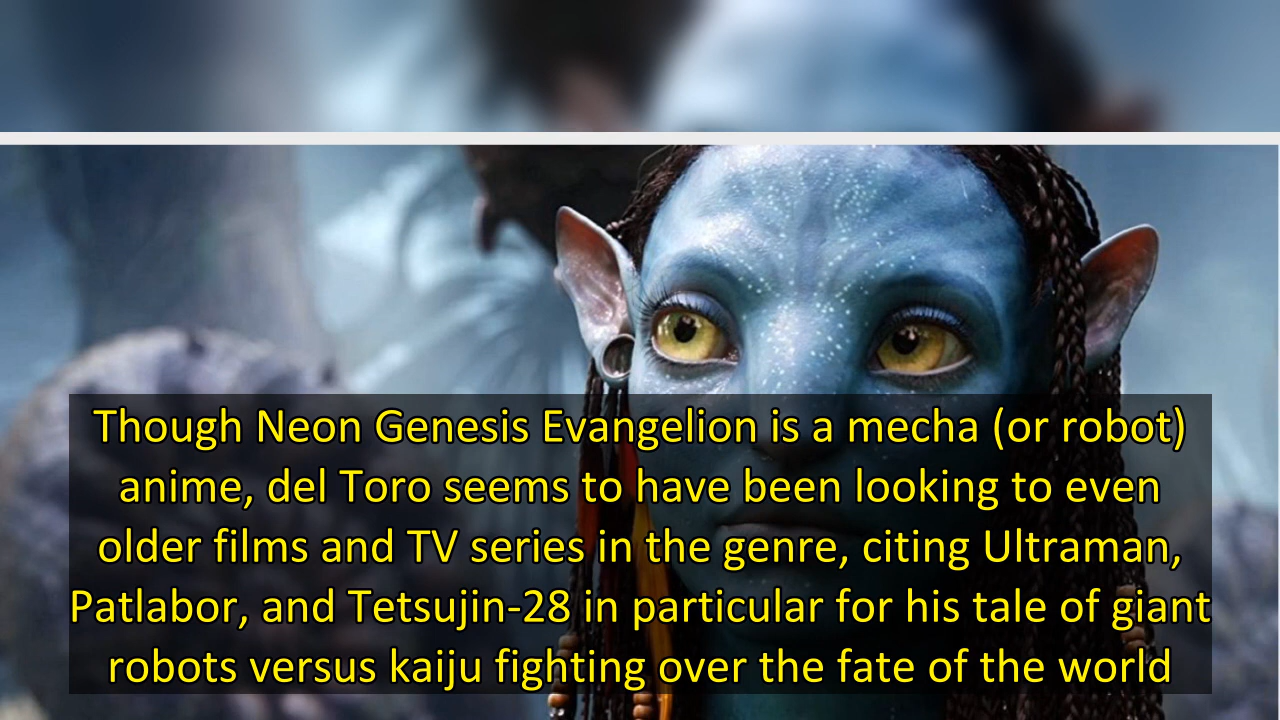 Though Neon Genesis Evangelion is a mecha (or robot)
anime, del Toro seems to have been looking to even
older films and TV series in the genre, citing Ultraman,
Patlabor, and Tetsujin-28 in particular for his tale of giant
robots versus kaiju fighting over the fate of the world